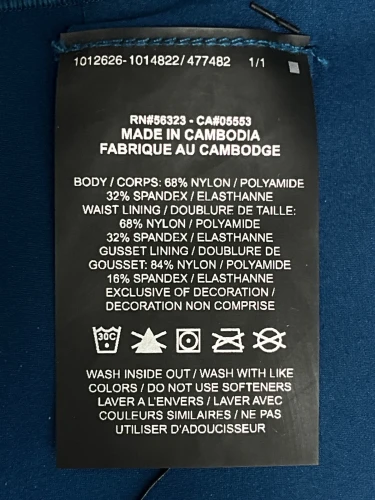 1012626-1014822 / 477482 1/1
RN#56323 - CA#05553
MADE IN CAMBODIA
FABRIQUE AU CAMBODGE
BODY / CORPS: 68% NYLON / POLYAMIDE
32% SPANDEX / ELASTHANNE
WAIST LINING / DOUBLURE DE TAILLE:
68% NYLON / POLYAMIDE
32% SPANDEX / ELASTHANNE
GUSSET LINING / DOUBLURE DE
GOUSSET: 84% NYLON / POLYAMIDE
16% SPANDEX / ELASTHANNE
EXCLUSIVE OF DECORATION /
DECORATION NON COMPRISE
30C
WASH INSIDE OUT / WASH WITH LIKE
COLORS / DO NOT USE SOFTENERS
LAVER A L'ENVERS / LAVER AVEC
COULEURS SIMILAIRES / NE PAS
UTILISER D'ADOUCISSEUR